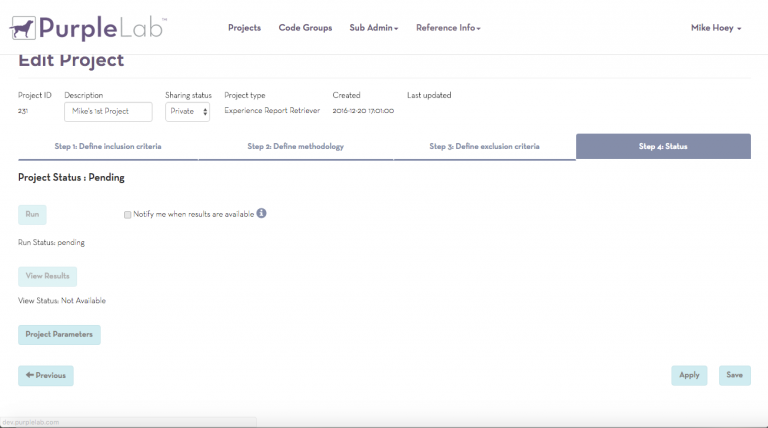 PurpleLab™
Projects Code Groups Sub Admin Reference Info Mike Hoey
Edit Project
Project ID Description Sharing status Project type Created Last updated
231 Mike's 1st Project Private Experience Report Retriever 2016-12-20 17:01:00
Step 1: Define inclusion criteria Step 2: Define methodology Step 3: Define exclusion criteria Step 4: Status
Project Status : Pending
Run Notify me when results are available
Run Status: pending
View Results
View Status: Not Available
Project Parameters
Previous Apply Save
dev.purplelab.com